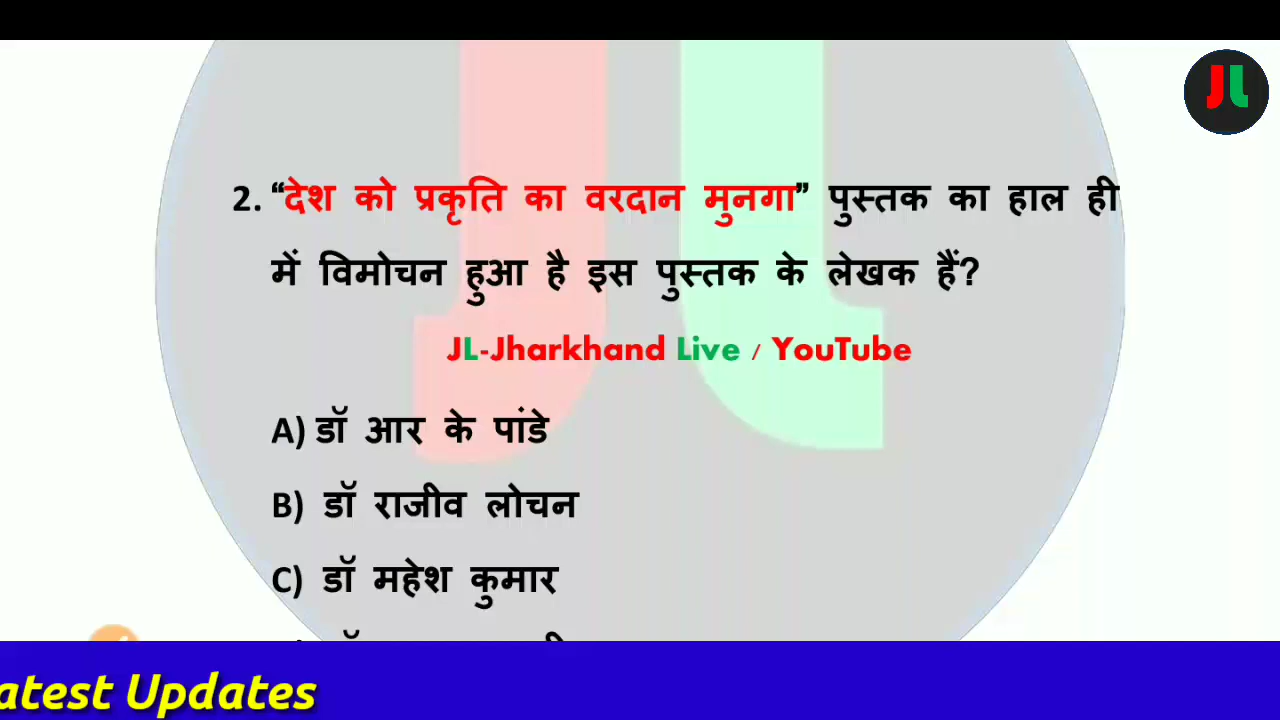 JL
2. “देश को प्रकृति का वरदान मुनगा” पुस्तक का हाल ही
में विमोचन हुआ है इस पुस्तक के लेखक हैं?
JL-Jharkhand Live / YouTube
A) डॉ आर के पांडे
B) डॉ राजीव लोचन
C) डॉ महेश कुमार
atest Updates